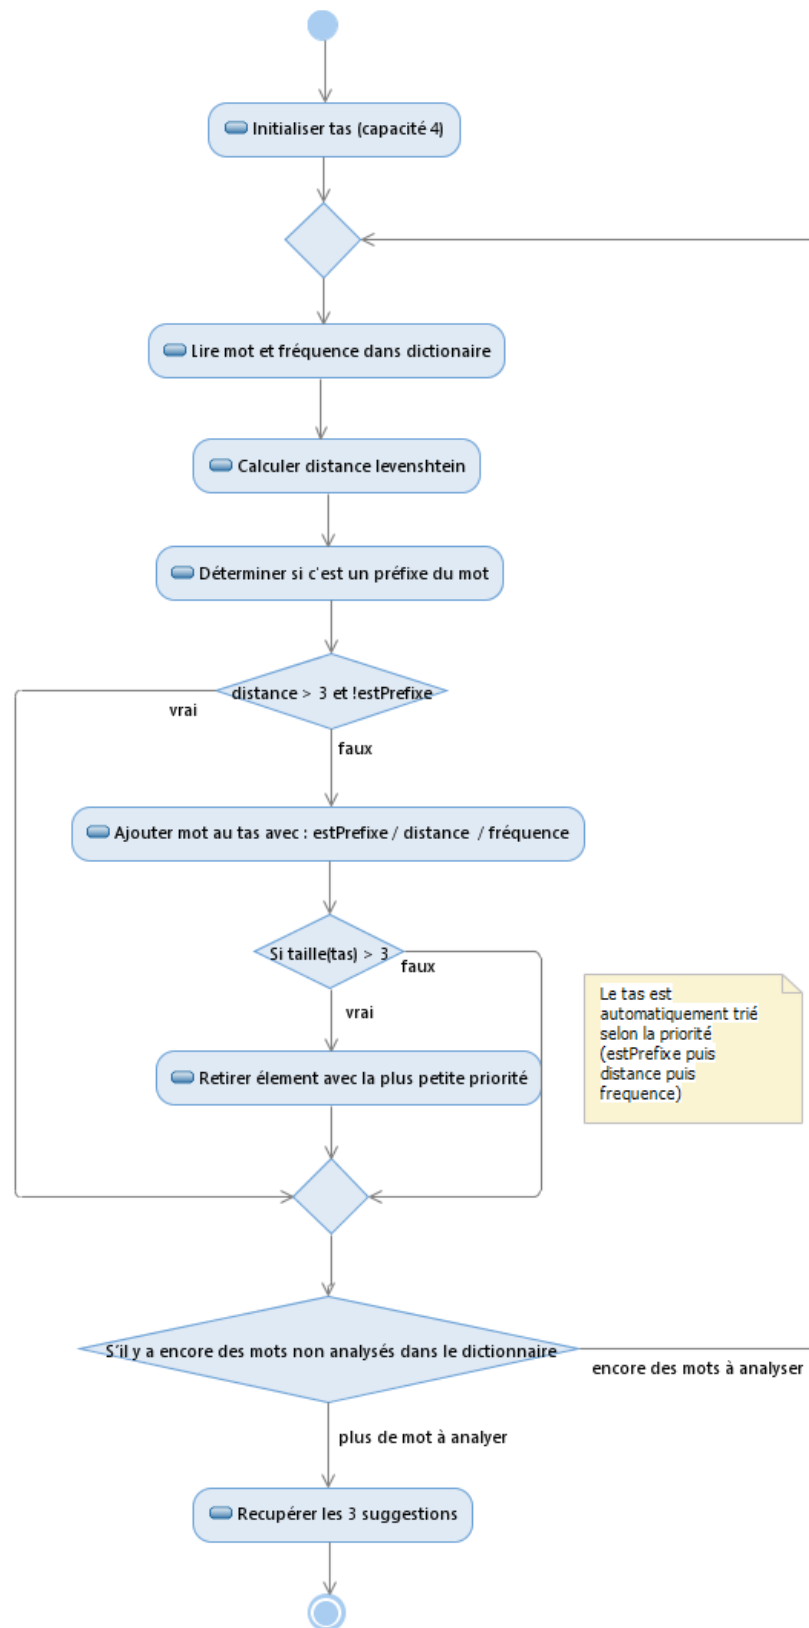 Initialiser tas (capacité 4)
Lire mot et fréquence dans dictionaire
Calculer distance levenshtein
Déterminer si c'est un préfixe du mot
distance > 3 et !estPrefixe
vrai
faux
Ajouter mot au tas avec : estPrefixe / distance / fréquence
Si taille(tas) > 3
faux
vrai
Retirer élement avec la plus petite priorité
Le tas est
automatiquement trié
selon la priorité
(estPrefixe puis
distance puis
frequence)
S'il y a encore des mots non analysés dans le dictionnaire
encore des mots à analyser
plus de mot à analyer
Recupérer les 3 suggestions